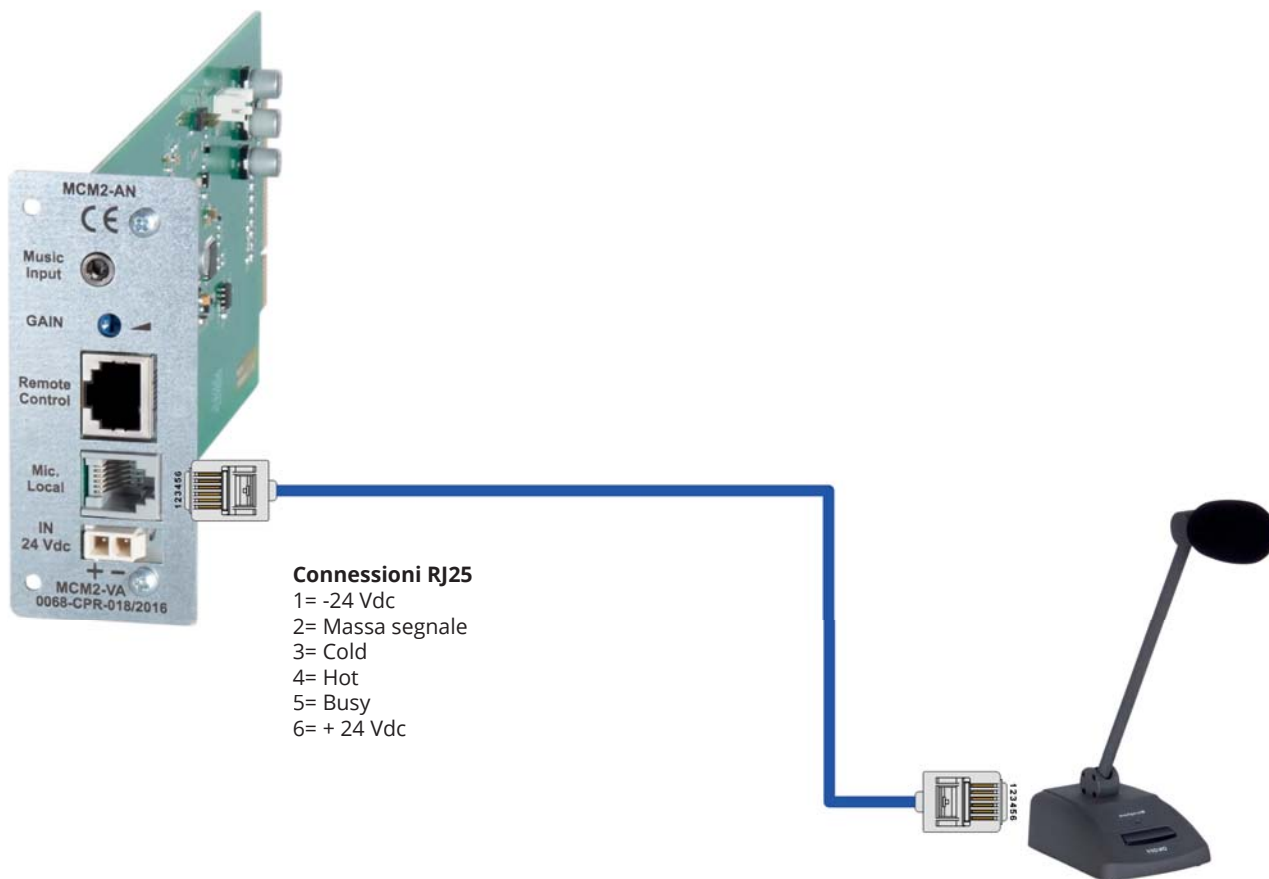 MCM2-AN
CE
Music
Input
GAIN
Remote
Control
Mic.
Local
IN
24 Vdc
+ −
MCM2-VA
0068-CPR-018/2016
123456
Connessioni RJ25
1= -24 Vdc
2= Massa segnale
3= Cold
4= Hot
5= Busy
6= + 24 Vdc
123456